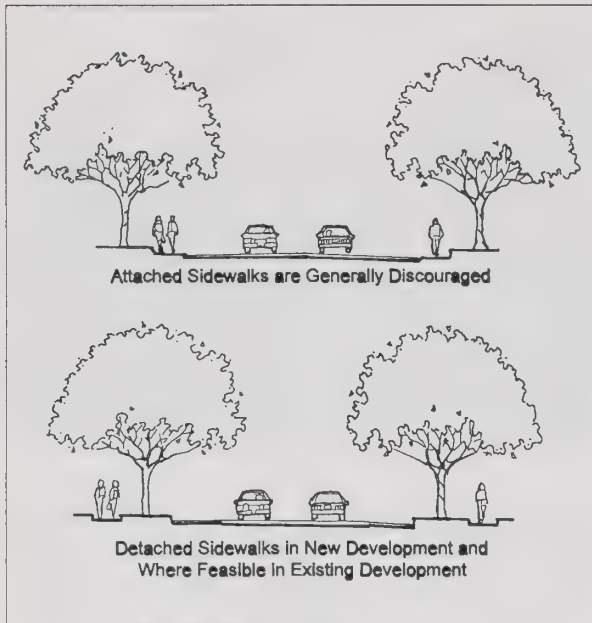 Attached Sidewalks are Generally Discouraged
Detached Sidewalks in New Development and
Where Feasible in Existing Development